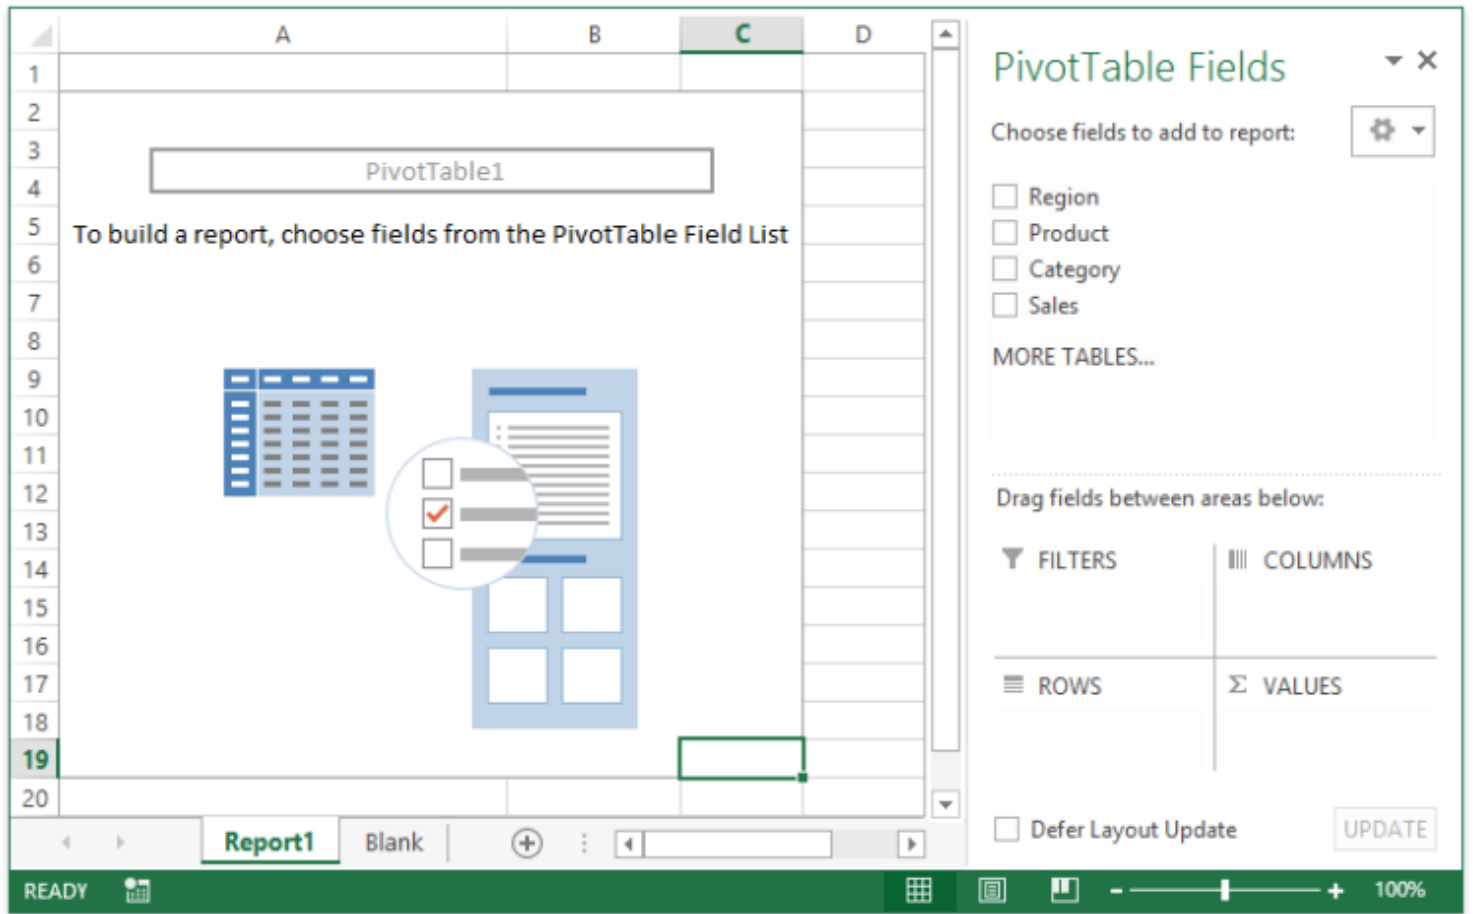 A B C D
1
2
3
PivotTable1
4
5
To build a report, choose fields from the PivotTable Field List
6
7
8
9
10
11
12
13
14
15
16
17
18
19
20
Report1 Blank
READY
PivotTable Fields
Choose fields to add to report:
Region
Product
Category
Sales
MORE TABLES...
Drag fields between areas below:
FILTERS COLUMNS
ROWS Σ VALUES
Defer Layout Update UPDATE
100%